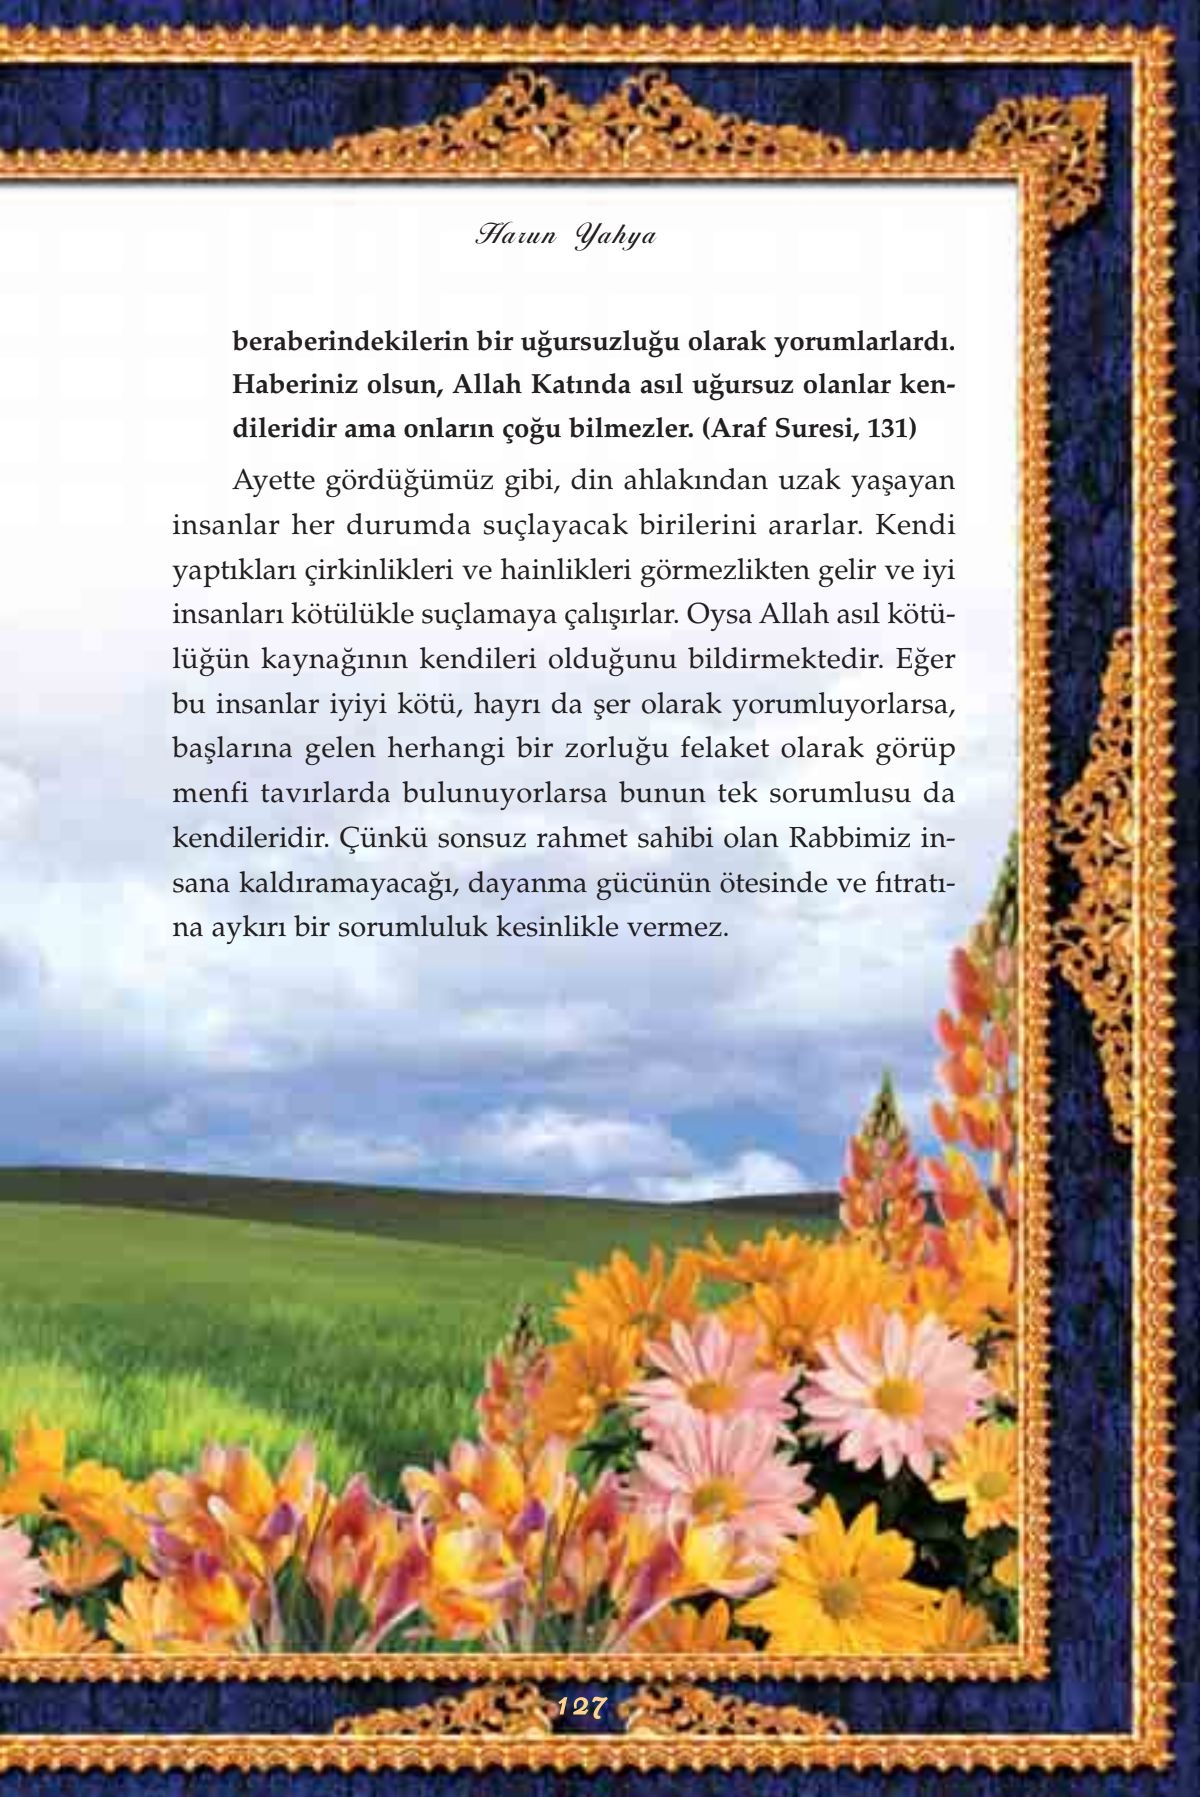 Harun Yahya
beraberindekilerin bir uğursuzluğu olarak yorumlarlardı.
Haberiniz olsun, Allah Katında asıl uğursuz olanlar ken-
dileridir ama onların çoğu bilmezler. (Araf Suresi, 131)
Ayette gördüğümüz gibi, din ahlakından uzak yaşayan
insanlar her durumda suçlayacak birilerini ararlar. Kendi
yaptıkları çirkinlikleri ve hainlikleri görmezlikten gelir ve iyi
insanları kötülükle suçlamaya çalışırlar. Oysa Allah asıl kötü-
lüğün kaynağının kendileri olduğunu bildirmektedir. Eğer
bu insanlar iyiyi kötü, hayrı da şer olarak yorumluyorlarsa,
başlarına gelen herhangi bir zorluğu felaket olarak görüp
menfi tavırlarda bulunuyorlarsa bunun tek sorumlusu da
kendileridir. Çünkü sonsuz rahmet sahibi olan Rabbimiz in-
sana kaldıramayacağı, dayanma gücünün ötesinde ve fıtratı-
na aykırı bir sorumluluk kesinlikle vermez.
127